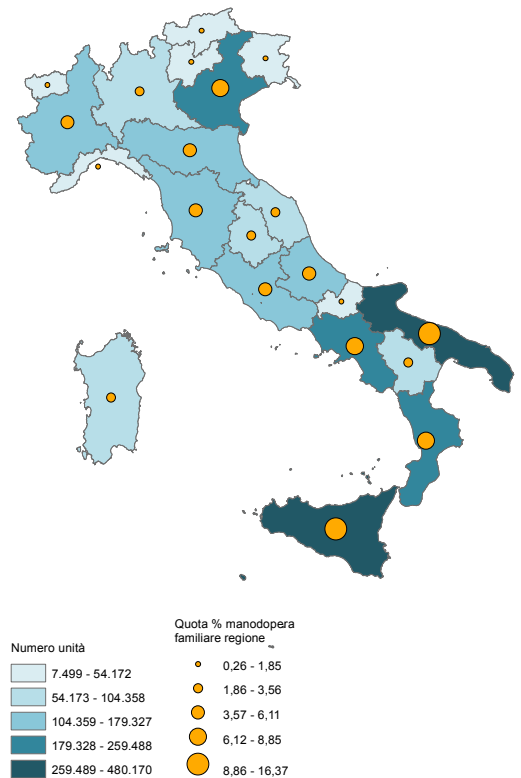 Numero unità
7.499 - 54.172
54.173 - 104.358
104.359 - 179.327
179.328 - 259.488
259.489 - 480.170
Quota % manodopera
familiare regione
0,26 - 1,85
1,86 - 3,56
3,57 - 6,11
6,12 - 8,85
8,86 - 16,37